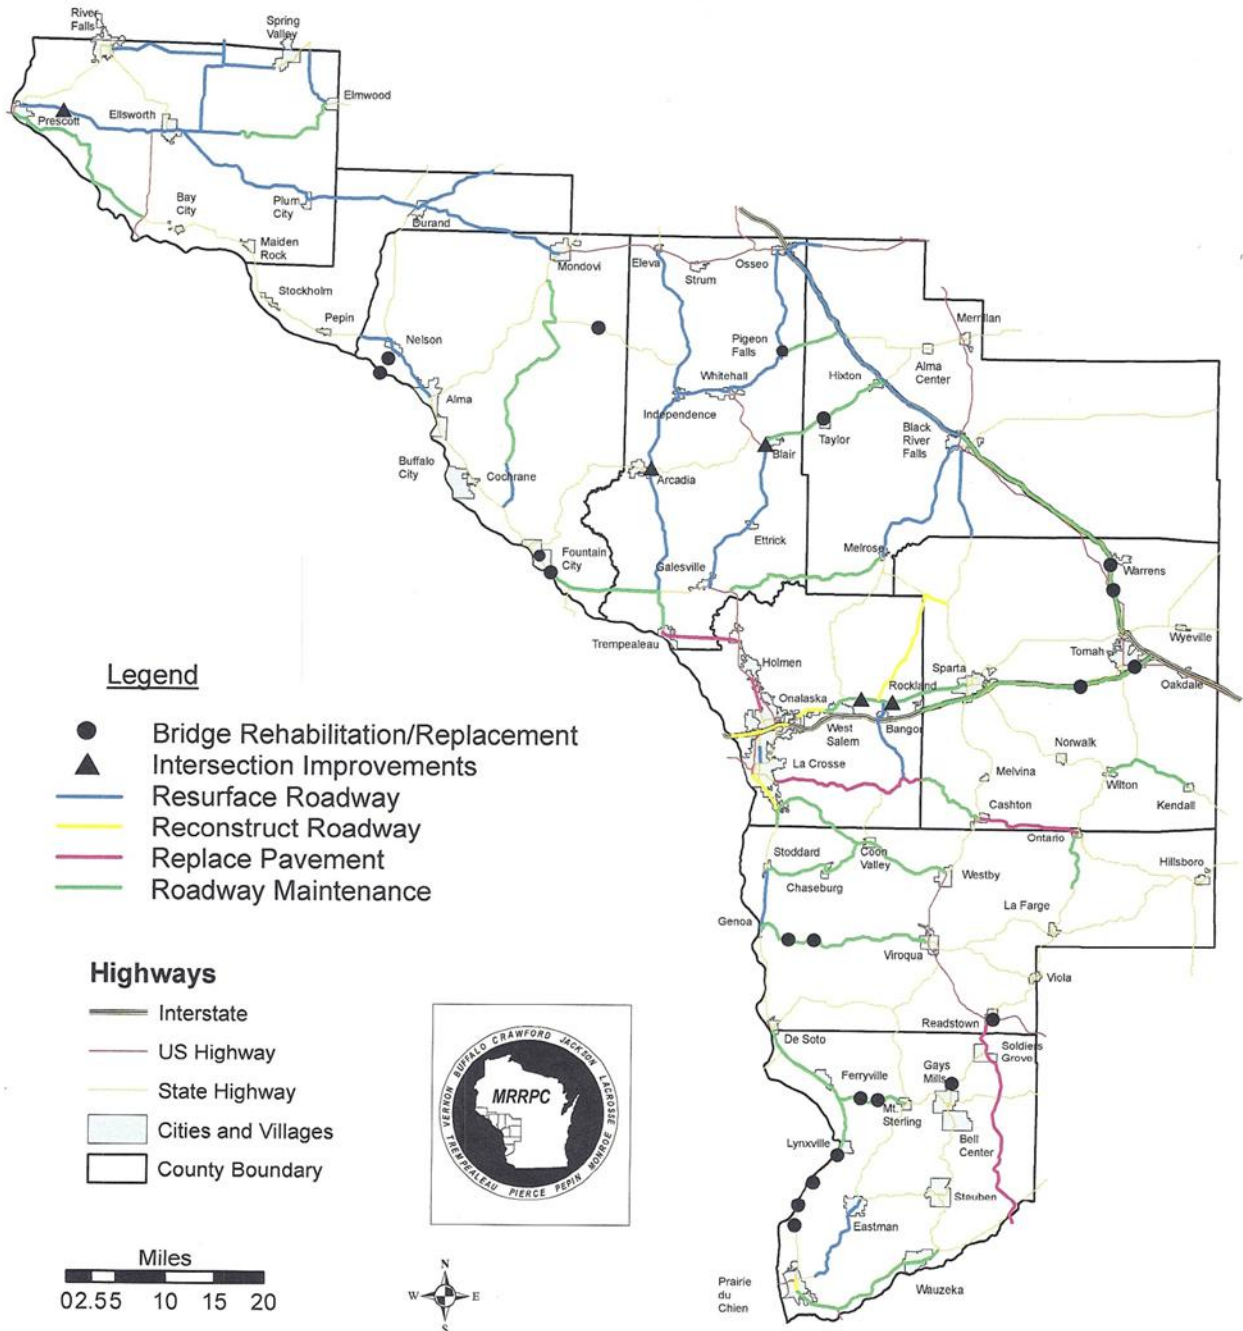 River
Falls
Spring
Valley
Elmwood
Prescott
Ellsworth
Bay
City
Plum
City
Durand
Maiden
Rock
Mondovi
Eleva
Strum
Osseo
Stockholm
Pepin
Nelson
Pigeon
Falls
Merrillan
Alma
Center
Whitehall
Hixton
Alma
Independence
Taylor
Black
River
Falls
Blair
Buffalo
City
Cochrane
Arcadia
Ettrick
Melrose
Fountain
City
Galesville
Warrens
Trempealeau
Wyeville
Tomah
Holmen
Sparta
Oakdale
Rockland
Onalaska
West
Salem
Bangor
Norwalk
La Crosse
Melvina
Wilton
Kendall
Cashton
Ontario
Stoddard
Coon
Valley
Hillsboro
Chaseburg
Westby
La Farge
Genoa
Viroqua
Viola
Readstown
De Soto
Soldiers
Grove
Ferryville
Gays
Mills
Mt.
Sterling
Lynxville
Bell
Center
Steuben
Eastman
Wauzeka
Prairie
du
Chien
Legend
Bridge Rehabilitation/Replacement
Intersection Improvements
Resurface Roadway
Reconstruct Roadway
Replace Pavement
Roadway Maintenance
Highways
Interstate
US Highway
State Highway
Cities and Villages
County Boundary
Miles
02.55 10 15 20
N
W E
S
VERNON BUFFALO CRAWFORD JACKSON LACROSSE
MRRPC
TREMPEALEAU PIERCE PEPIN MONROE